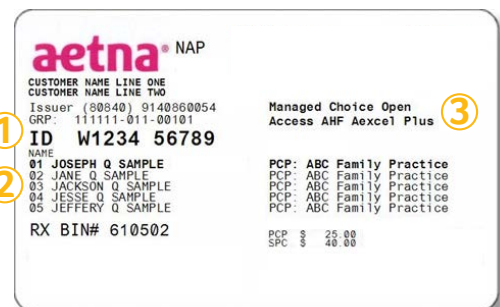 aetna® NAP
CUSTOMER NAME LINE ONE
CUSTOMER NAME LINE TWO
Issuer (80840) 9140860054
GRP: 111111-011-00101
① ID W1234 56789
NAME
② 01 JOSEPH Q SAMPLE
02 JANE Q SAMPLE
03 JACKSON Q SAMPLE
04 JESSE Q SAMPLE
05 JEFFERY Q SAMPLE
RX BIN# 610502
Managed Choice Open ③
Access AHF Aexcel Plus
PCP: ABC Family Practice
PCP: ABC Family Practice
PCP: ABC Family Practice
PCP: ABC Family Practice
PCP: ABC Family Practice
PCP $ 25.00
SPC $ 40.00